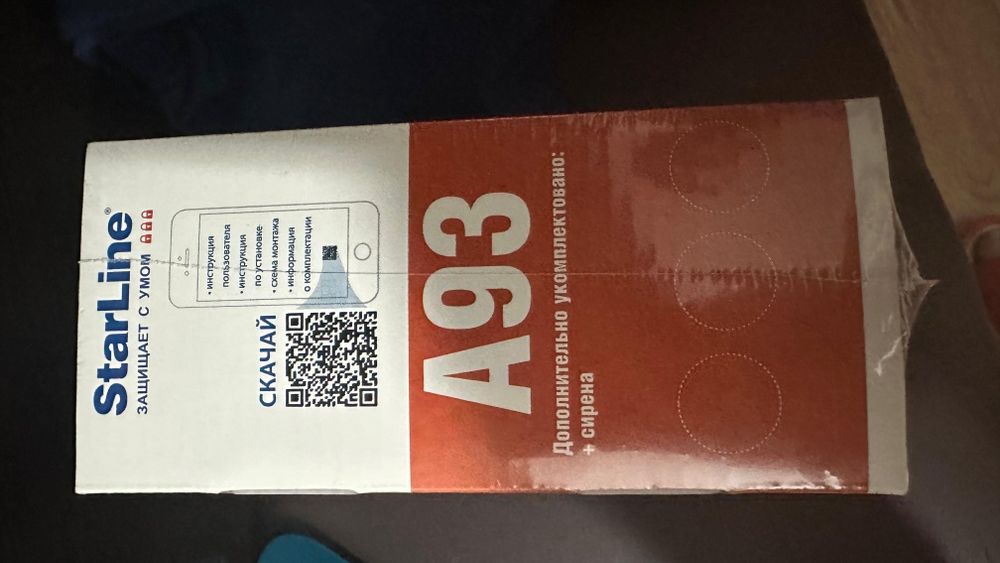 StarLine®
ЗАЩИЩАЕТ С УМОМ
СКАЧАЙ
• инструкция
пользователя
• инструкция
по установке
• схема монтажа
• информация
о комплектации
A93
Дополнительно укомплектовано:
+ сирена